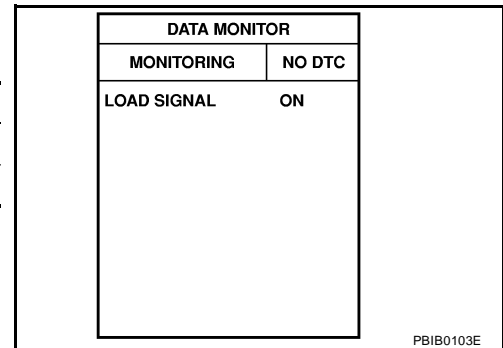 DATA MONITOR
MONITORING NO DTC
LOAD SIGNAL ON
PBIB0103E